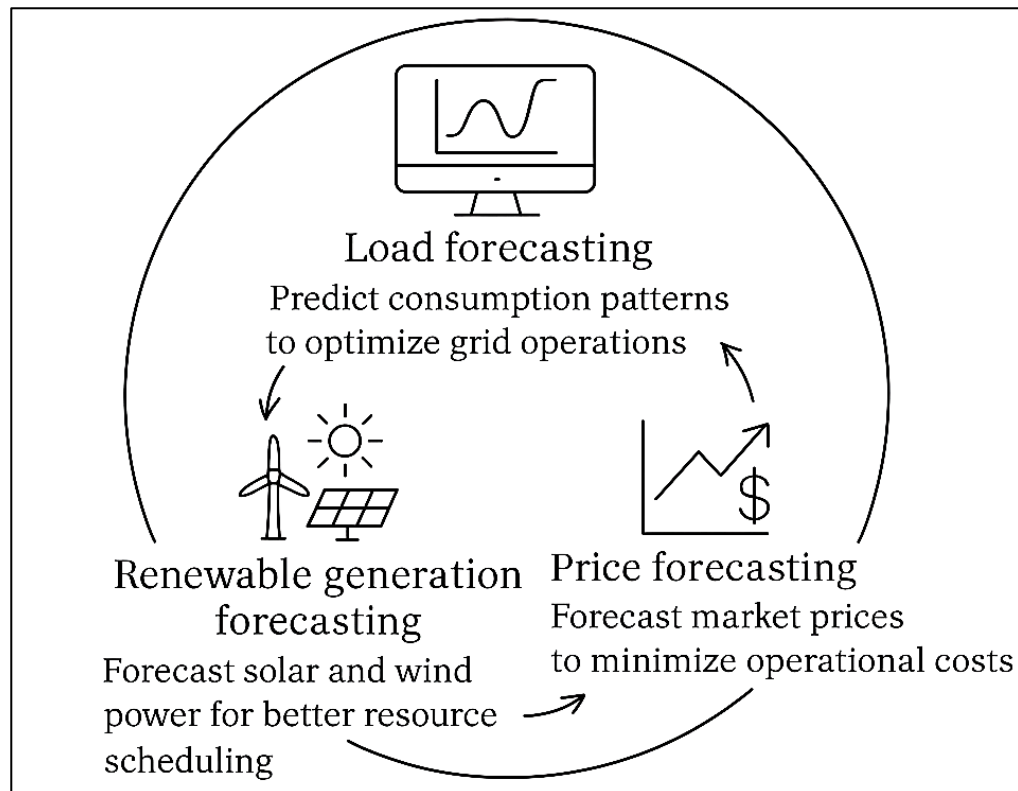 Load forecasting
Predict consumption patterns
to optimize grid operations
Renewable generation
forecasting
Forecast solar and wind
power for better resource
scheduling
$
Price forecasting
Forecast market prices
to minimize operational costs